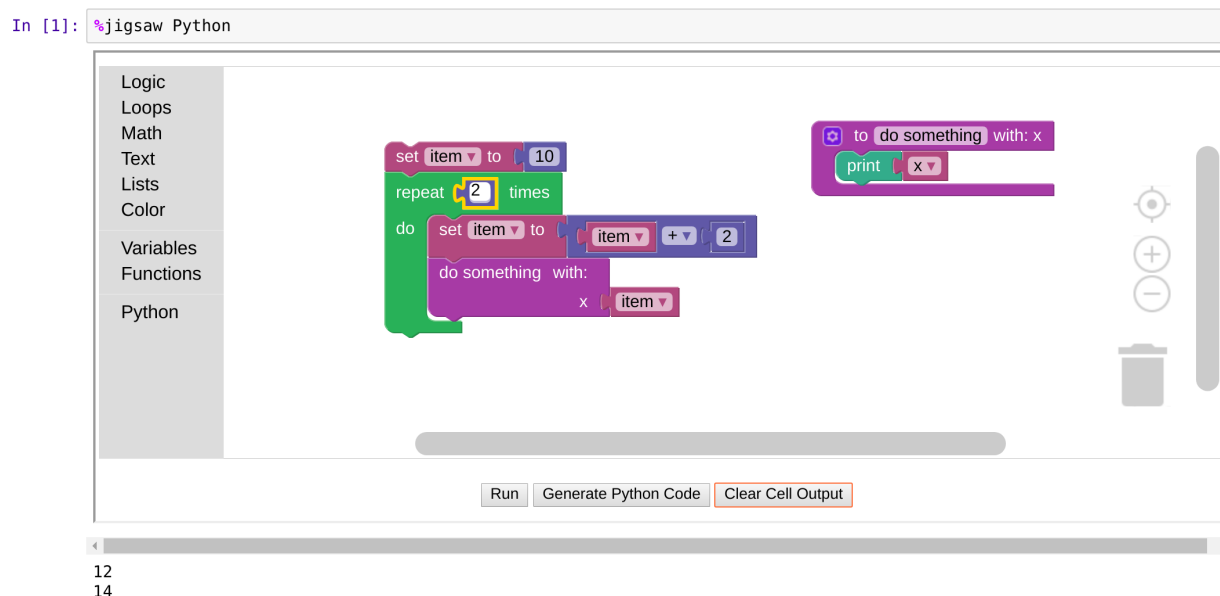 In [1]: %jigsaw Python
Logic
Loops
Math
Text
Lists
Color
Variables
Functions
Python
set item ▾ to 10
repeat 2 times
do set item ▾ to item ▾ + ▾ 2
do something with:
x item ▾
to do something with: x
print x ▾
Run Generate Python Code Clear Cell Output
12
14